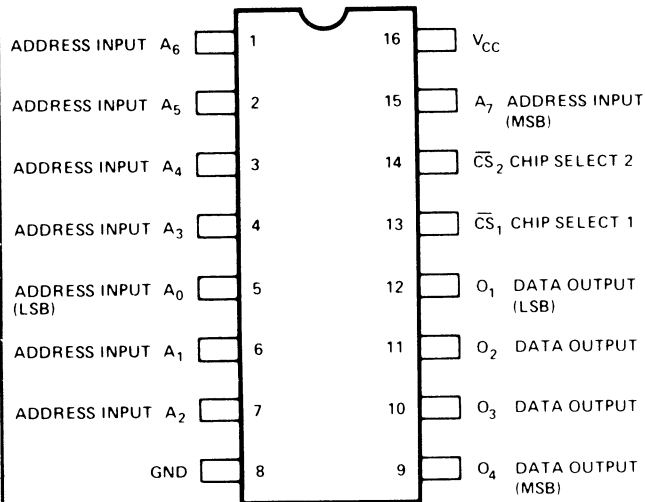 ADDRESS INPUT A₆ 1 16 V_CC
ADDRESS INPUT A₅ 2 15 A₇ ADDRESS INPUT
(MSB)
ADDRESS INPUT A₄ 3 14 C̅S̅₂ CHIP SELECT 2
ADDRESS INPUT A₃ 4 13 C̅S̅₁ CHIP SELECT 1
ADDRESS INPUT A₀ 5 12 O₁ DATA OUTPUT
(LSB) (LSB)
ADDRESS INPUT A₁ 6 11 O₂ DATA OUTPUT
ADDRESS INPUT A₂ 7 10 O₃ DATA OUTPUT
GND 8 9 O₄ DATA OUTPUT
(MSB)